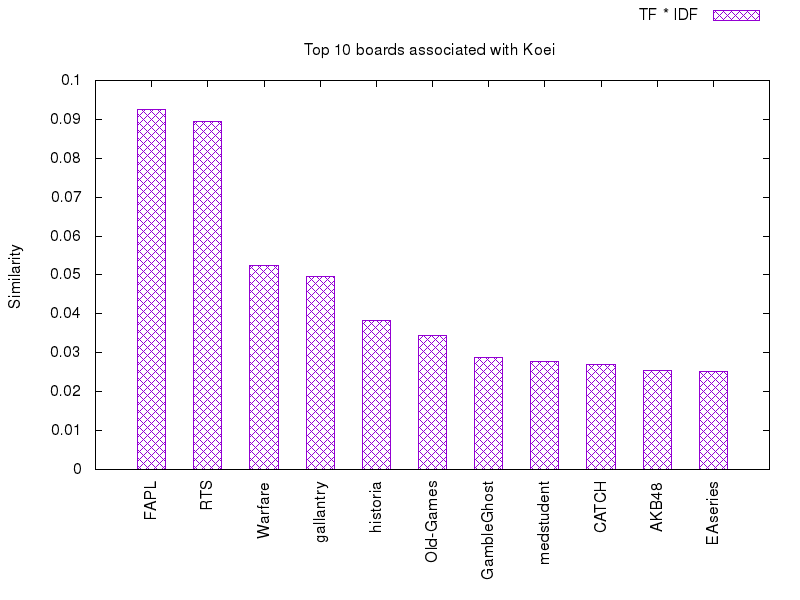 TF * IDF
Top 10 boards associated with Koei
Similarity
0.1
0.09
0.08
0.07
0.06
0.05
0.04
0.03
0.02
0.01
0
FAPL
RTS
Warfare
gallantry
historia
Old-Games
GambleGhost
medstudent
CATCH
AKB48
EAseries